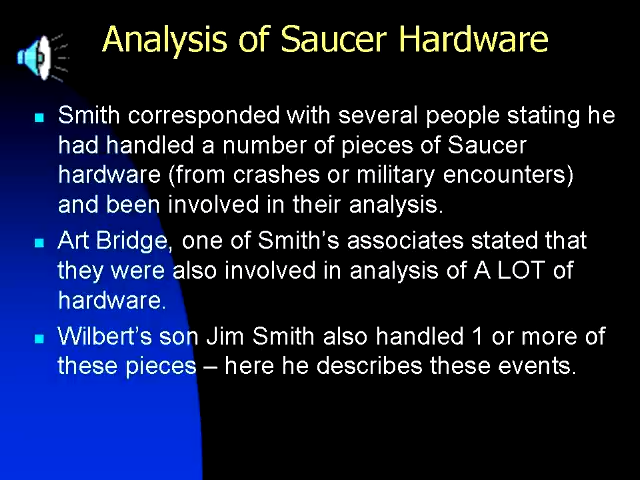 Analysis of Saucer Hardware
Smith corresponded with several people stating he
had handled a number of pieces of Saucer
hardware (from crashes or military encounters)
and been involved in their analysis.
Art Bridge, one of Smith's associates stated that
they were also involved in analysis of A LOT of
hardware.
Wilbert's son Jim Smith also handled 1 or more of
these pieces – here he describes these events.